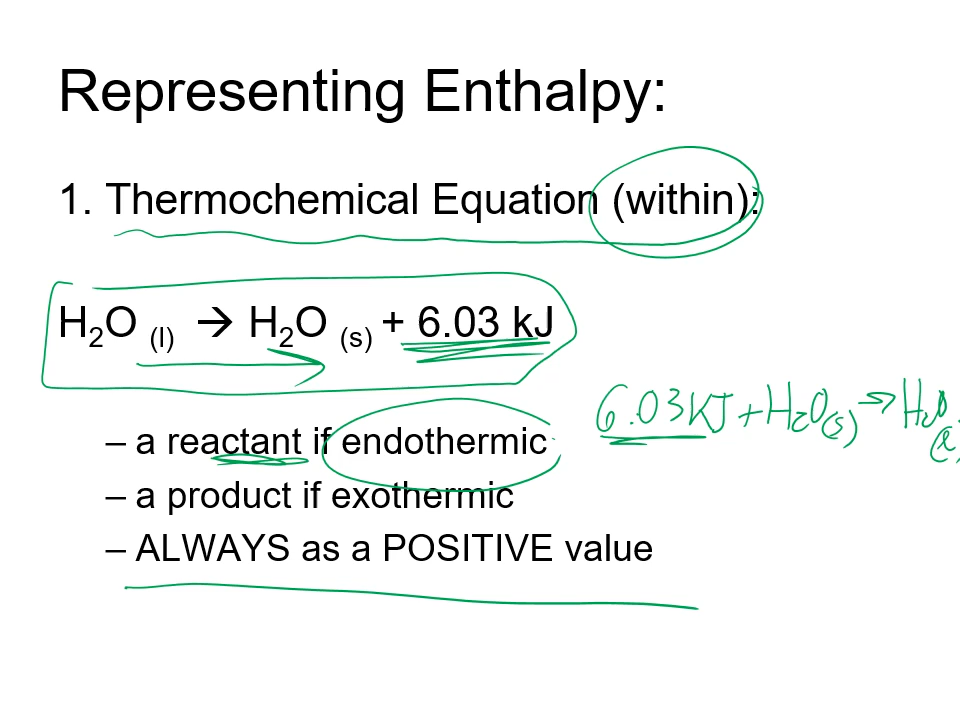 Representing Enthalpy:
1. Thermochemical Equation (within):
H₂O (l) → H₂O (s) + 6.03 kJ
6.03KJ + H₂O(s) → H₂O (l)
– a reactant if endothermic
– a product if exothermic
– ALWAYS as a POSITIVE value